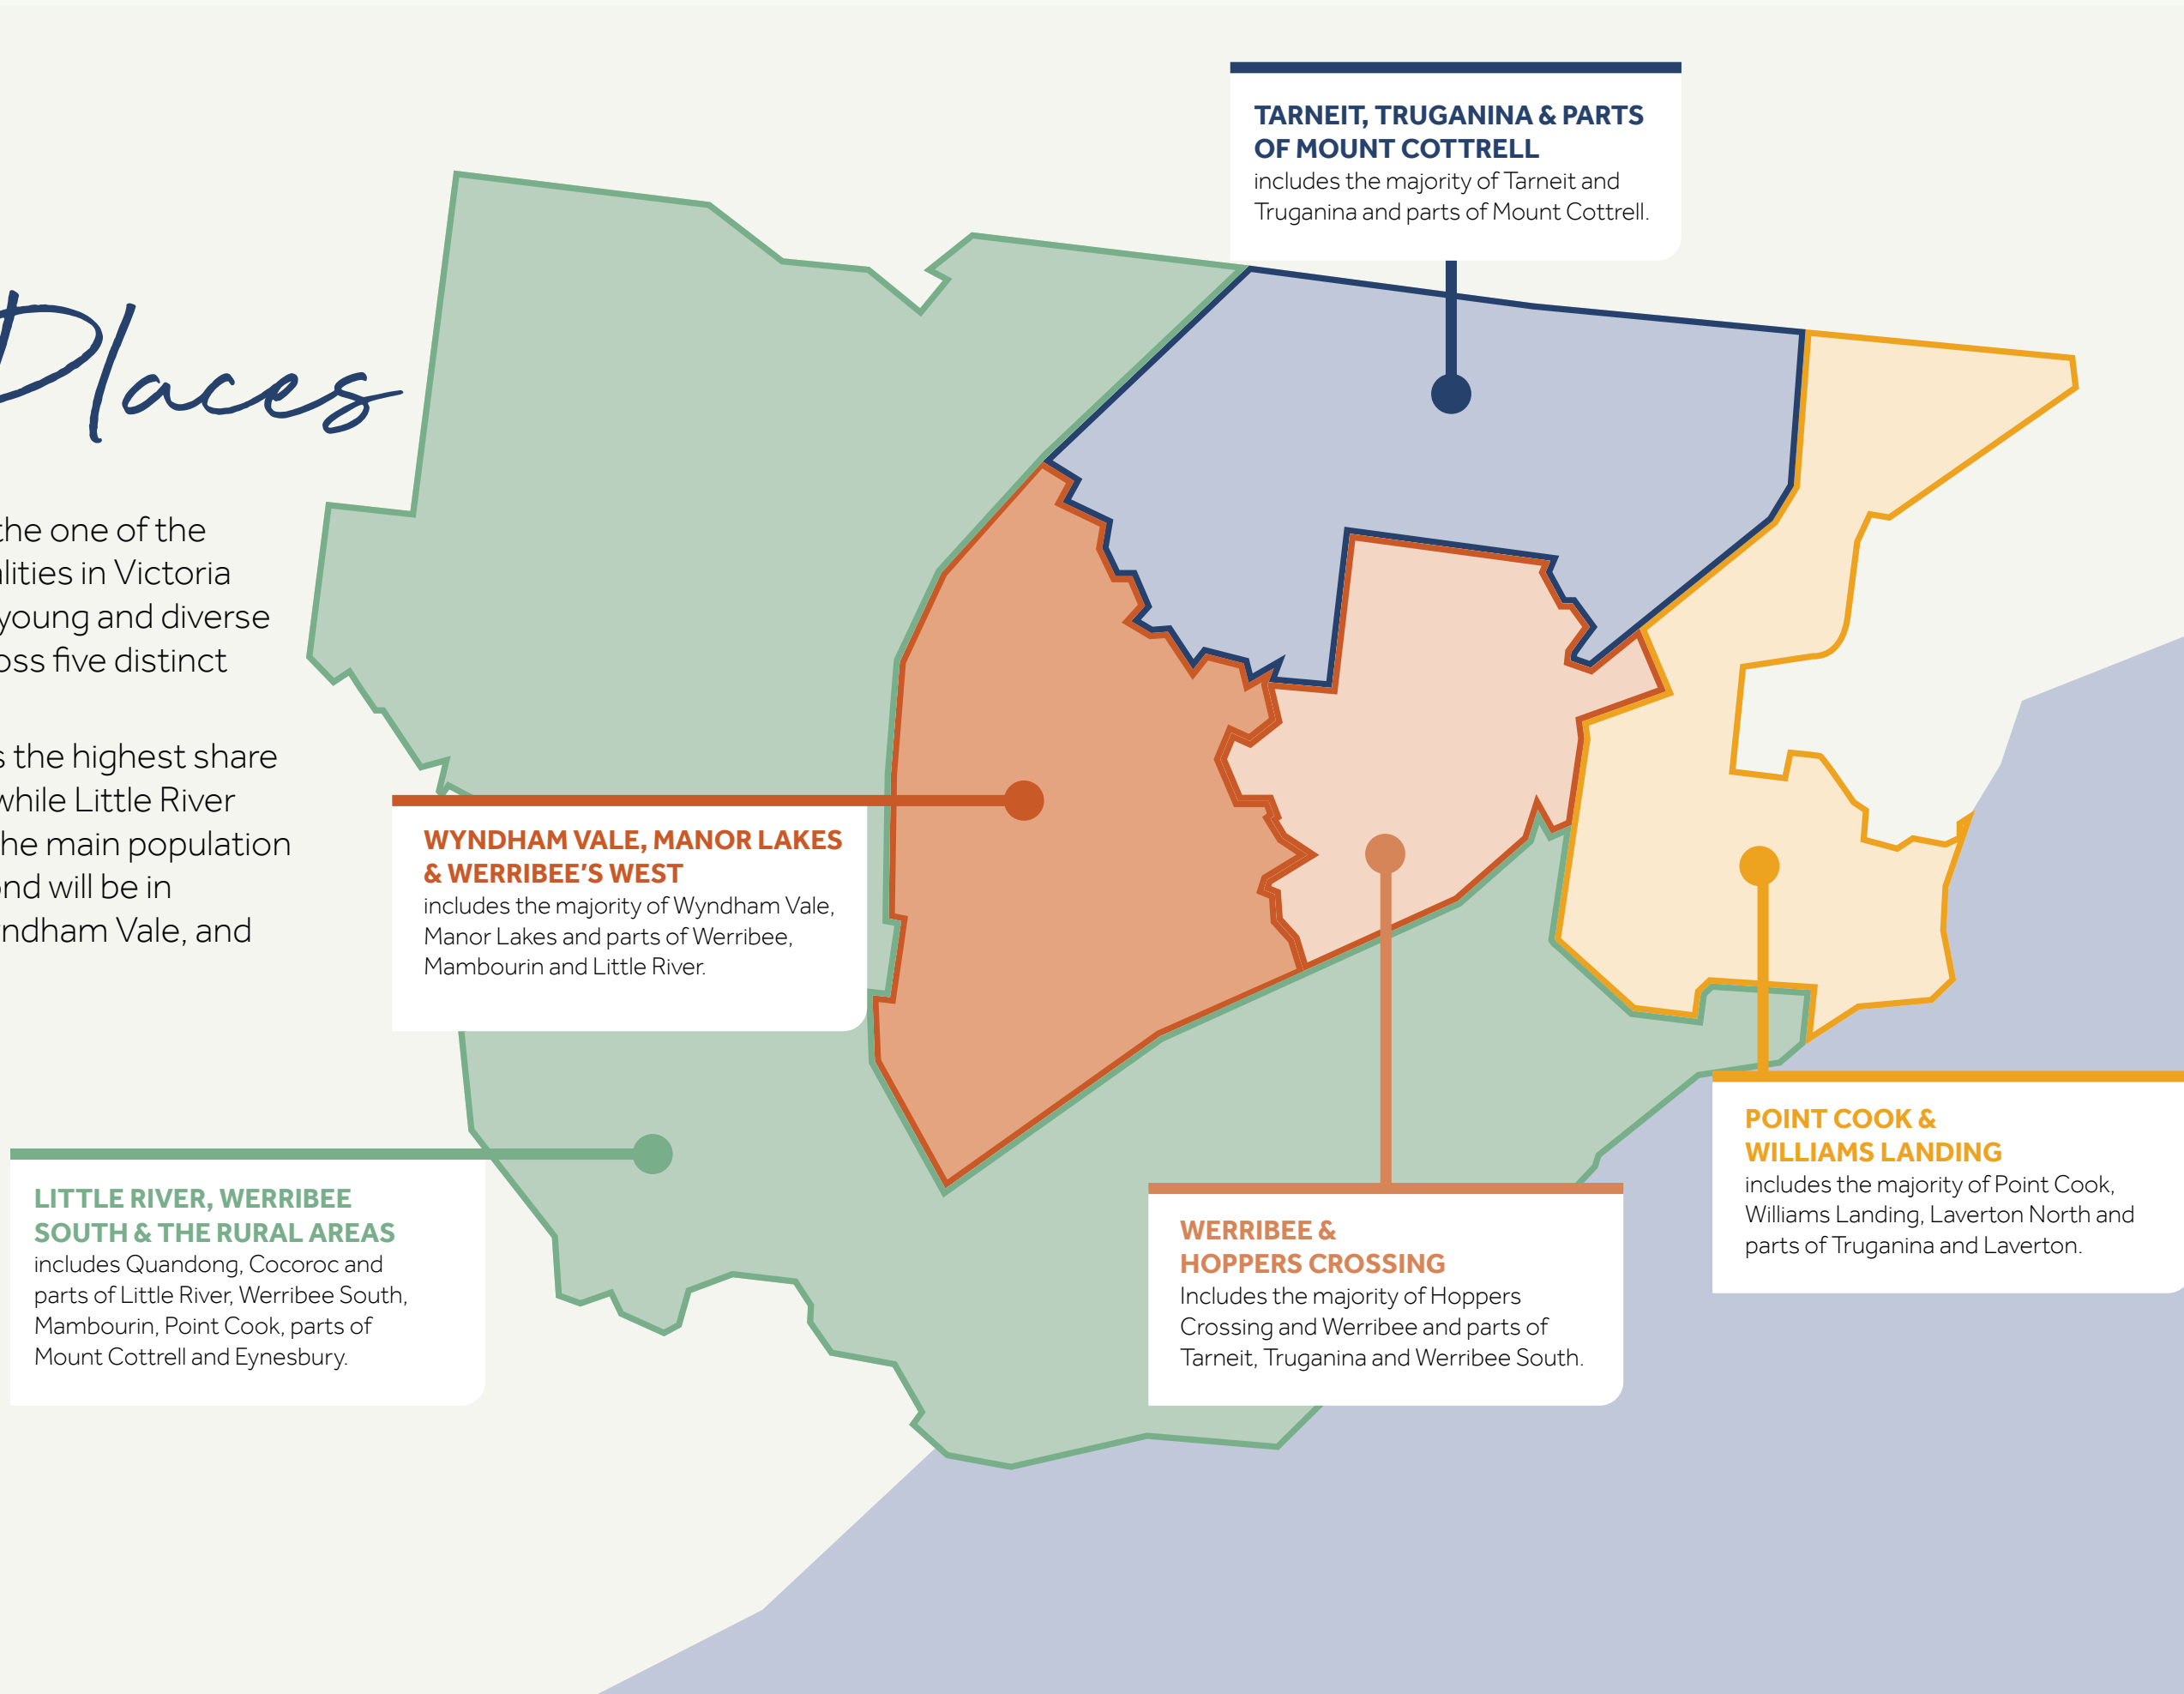 Places
the one of the
lities in Victoria
young and diverse
oss five distinct
s the highest share
while Little River
he main population
ond will be in
ndham Vale, and
TARNEIT, TRUGANINA & PARTS
OF MOUNT COTTRELL
includes the majority of Tarneit and
Truganina and parts of Mount Cottrell.
WYNDHAM VALE, MANOR LAKES
& WERRIBEE’S WEST
includes the majority of Wyndham Vale,
Manor Lakes and parts of Werribee,
Mambourin and Little River.
LITTLE RIVER, WERRIBEE
SOUTH & THE RURAL AREAS
includes Quandong, Cocoroc and
parts of Little River, Werribee South,
Mambourin, Point Cook, parts of
Mount Cottrell and Eynesbury.
WERRIBEE &
HOPPERS CROSSING
Includes the majority of Hoppers
Crossing and Werribee and parts of
Tarneit, Truganina and Werribee South.
POINT COOK &
WILLIAMS LANDING
includes the majority of Point Cook,
Williams Landing, Laverton North and
parts of Truganina and Laverton.